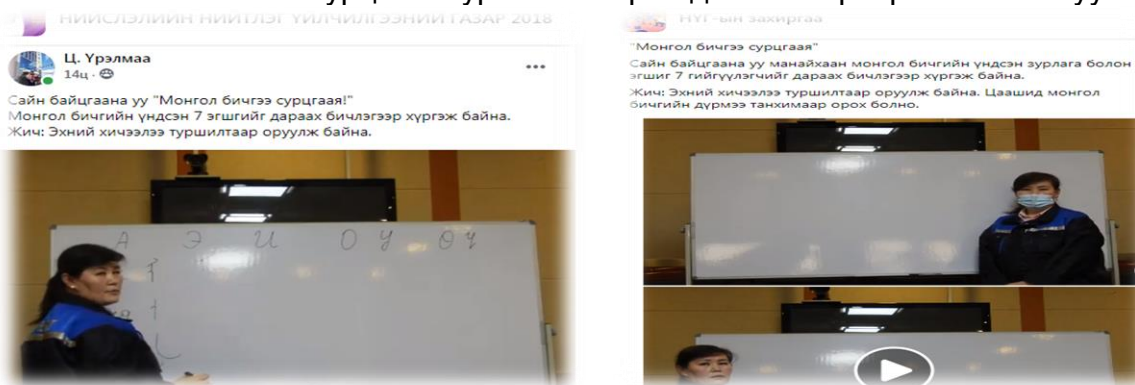 НИЙСЛЭЛИЙН НИЙТЛЭГ ҮЙЛЧИЛГЭЭНИЙ ГАЗАР 2018
Ц. Үрэлмаа
14ц
Сайн байцгаана уу "Монгол бичгээ сурцгаая!"
Монгол бичгийн үндсэн 7 эгшгийг дараах бичлэгээр хүргэж байна.
Жич: Эхний хичээлээ туршилтаар оруулж байна.
А Э И О У Ө Ү
НҮГ-ын захиргаа
"Монгол бичгээ сурцгаая"
Сайн байцгаана уу манайхаан монгол бичгийн үндсэн зурлага болон
эгшиг 7 гийгүүлэгчийг дараах бичлэгээр хүргэж байна.
Жич: Эхний хичээлээ туршилтаар оруулж байна. Цаашид монгол
бичгийн дүрмээ танхимаар орох болно.